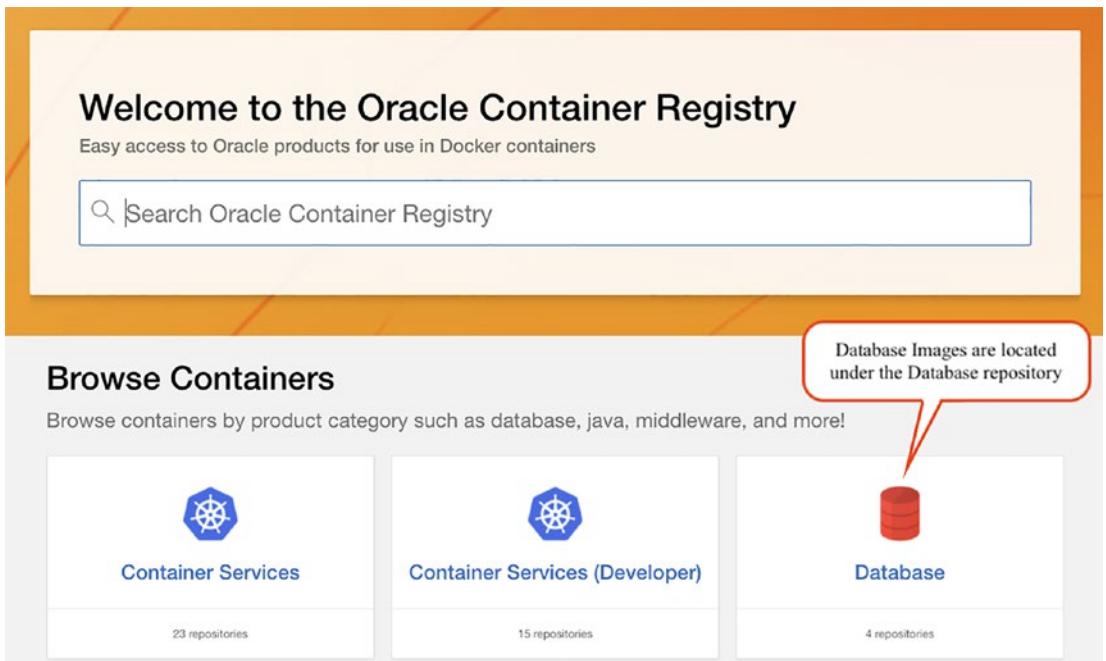 Welcome to the Oracle Container Registry
Easy access to Oracle products for use in Docker containers
Search Oracle Container Registry
Database Images are located
under the Database repository
Browse Containers
Browse containers by product category such as database, java, middleware, and more!
Container Services
Container Services (Developer)
Database
23 repositories
15 repositories
4 repositories